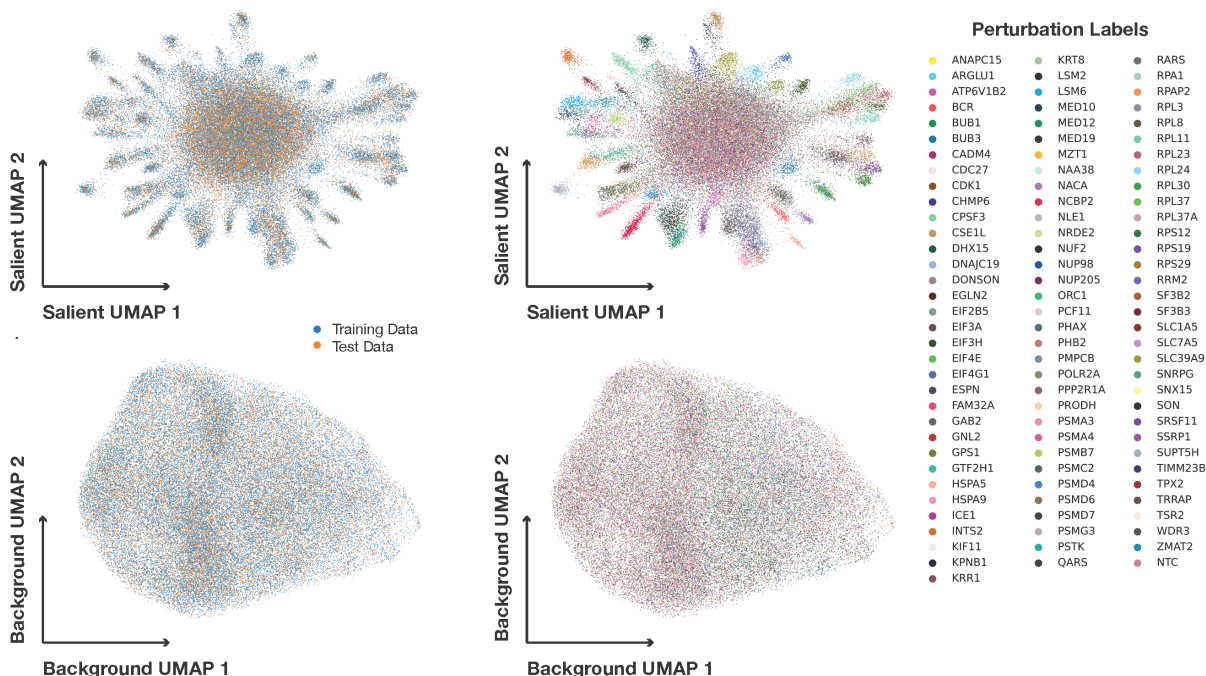 Salient UMAP 2
Salient UMAP 1
Salient UMAP 2
Salient UMAP 1
Training Data
Test Data
Background UMAP 2
Background UMAP 1
Background UMAP 2
Background UMAP 1
Perturbation Labels
ANAPC15
ARGLU1
ATP6V1B2
BCR
BUB1
BUB3
CADM4
CDC27
CDK1
CHMP6
CPSF3
CSE1L
DHX15
DNAJC19
DONSON
EGLN2
EIF2B5
EIF3A
EIF3H
EIF4E
EIF4G1
ESPN
FAM32A
GAB2
GNL2
GPS1
GTF2H1
HSPA5
HSPA9
ICE1
INTS2
KIF11
KPNB1
KRR1
KRT8
LSM2
LSM6
MED10
MED12
MED19
MZT1
NAA38
NACA
NCBP2
NLE1
NRDE2
NUF2
NUP98
NUP205
ORC1
PCF11
PHAX
PHB2
PMPCB
POLR2A
PPP2R1A
PRODH
PSMA3
PSMA4
PSMB7
PSMC2
PSMD4
PSMD6
PSMD7
PSMG3
PSTK
QARS
RARS
RPA1
RPAP2
RPL3
RPL8
RPL11
RPL23
RPL24
RPL30
RPL37
RPL37A
RPS12
RPS19
RPS29
RRM2
SF3B2
SF3B3
SLC1A5
SLC7A5
SLC39A9
SNRPG
SNX15
SON
SRSF11
SSRP1
SUPT5H
TIMM23B
TPX2
TRRAP
TSR2
WDR3
ZMAT2
NTC